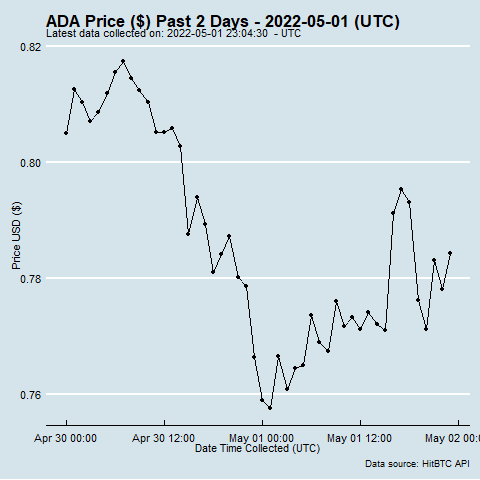 ADA Price ($) Past 2 Days - 2022-05-01 (UTC)
Latest data collected on: 2022-05-01 23:04:30 - UTC
0.82
0.80
0.78
0.76
Price USD ($)
Apr 30 00:00 Apr 30 12:00 May 01 00:00 May 01 12:00 May 02 00:0
Date Time Collected (UTC)
Data source: HitBTC API